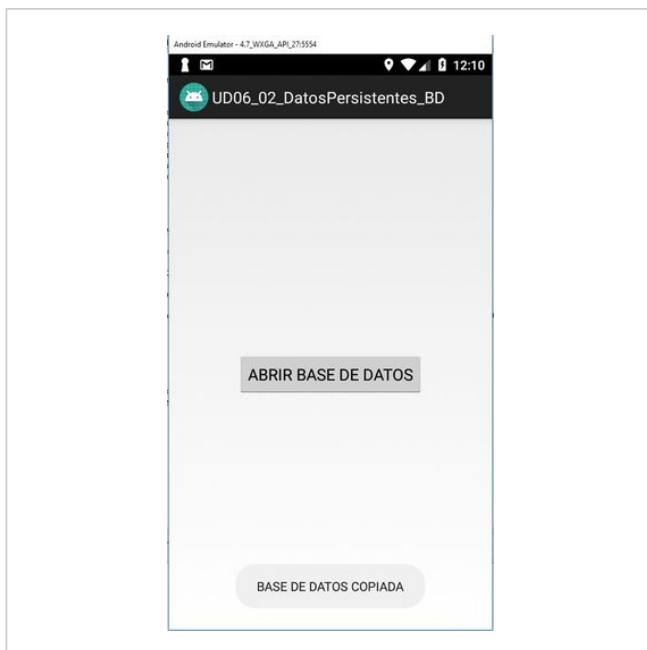 Android Emulator - 4.7_WXGA_API_27:5554
12:10
UD06_02_DatosPersistentes_BD
ABRIR BASE DE DATOS
BASE DE DATOS COPIADA